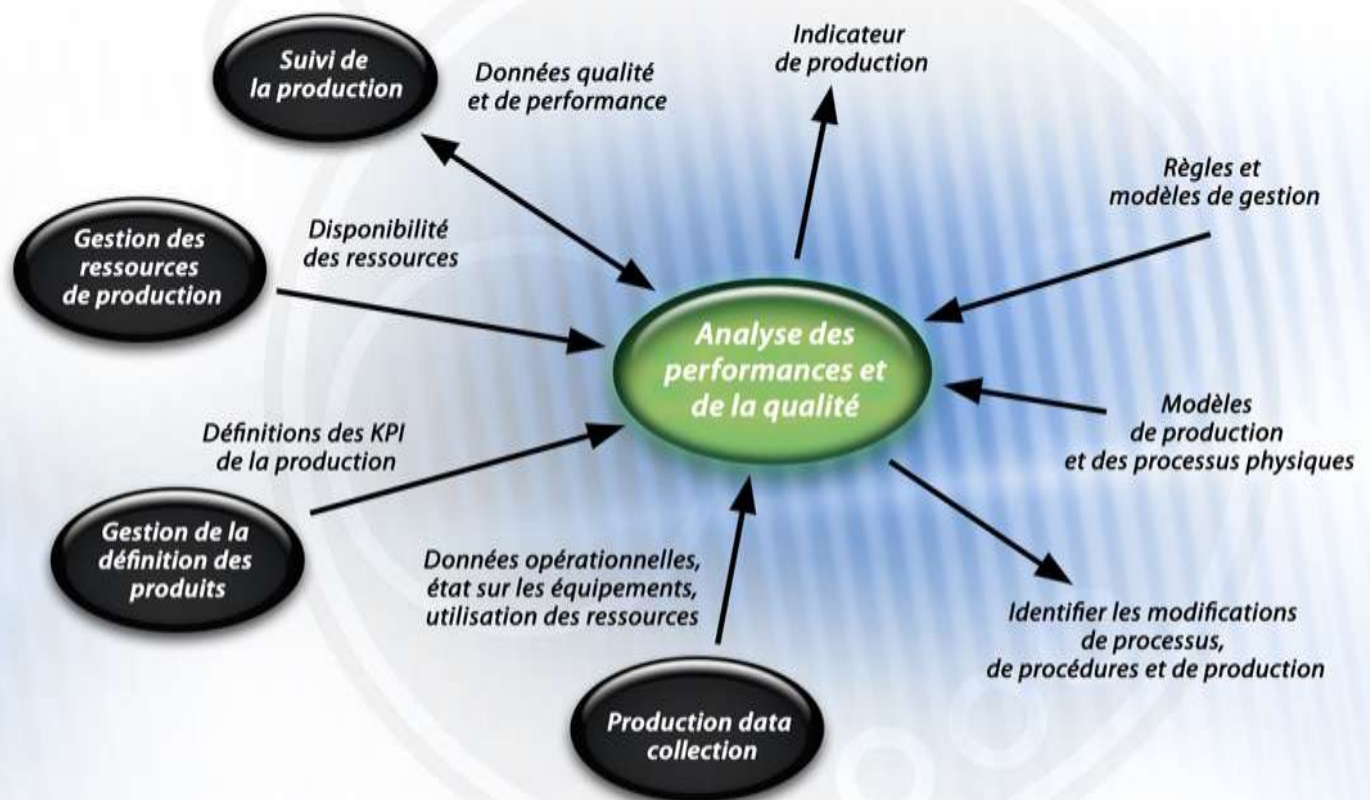 Suivi de
la production
Données qualité
et de performance
Indicateur
de production
Règles et
modèles de gestion
Gestion des
ressources
de production
Disponibilité
des ressources
Analyse des
performances et
de la qualité
Modèles
de production
et des processus physiques
Définitions des KPI
de la production
Gestion de la
définition des
produits
Données opérationnelles,
état sur les équipements,
utilisation des ressources
Identifier les modifications
de processus,
de procédures et de production
Production data
collection